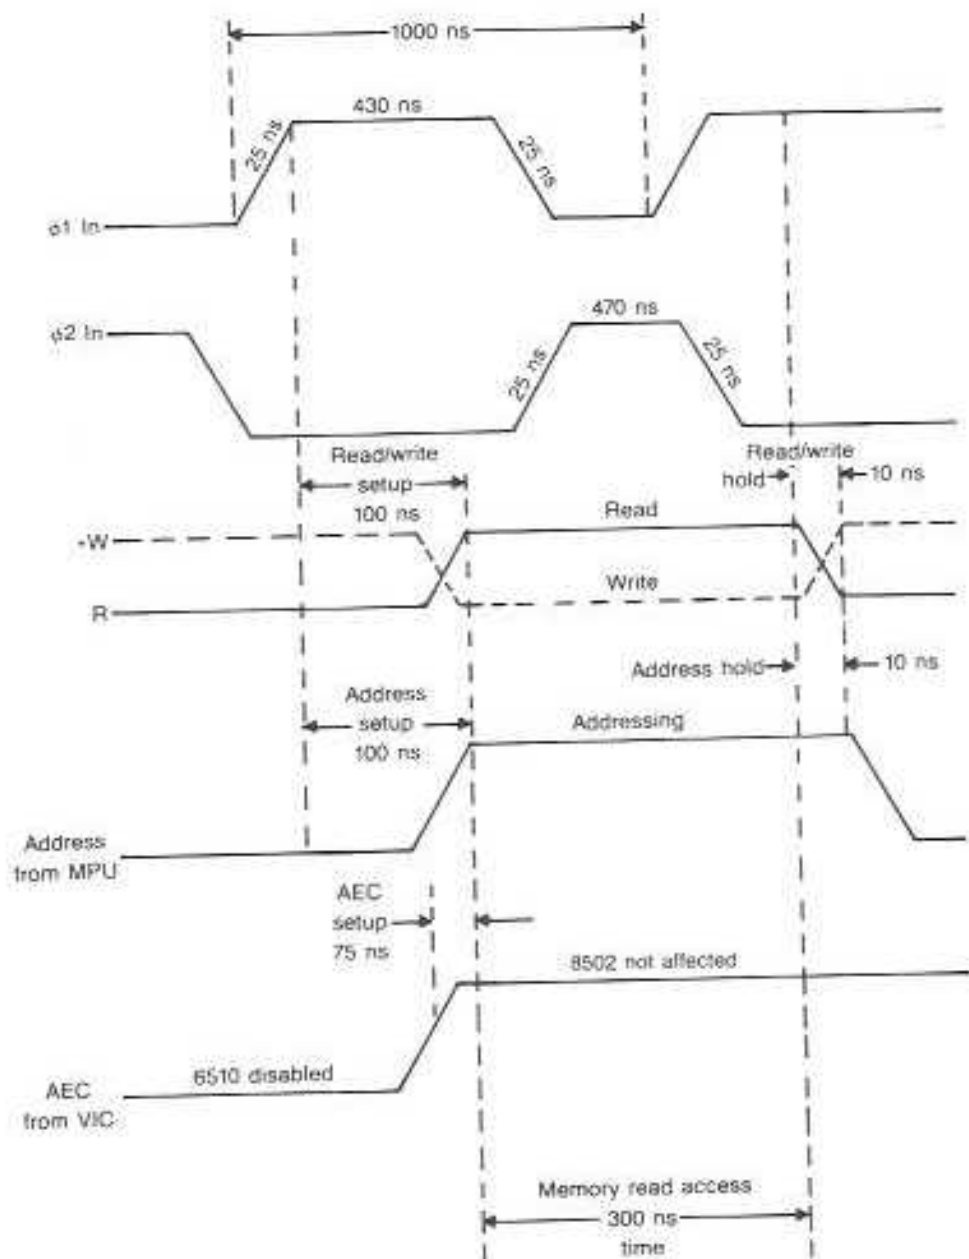 1000 ns
430 ns
25 ns
25 ns
ϕ1 In
470 ns
ϕ2 In
25 ns
25 ns
Read/write
setup
100 ns
Read/write
hold
10 ns
+W
Read
Write
R
Address hold
10 ns
Address
setup
100 ns
Addressing
Address
from MPU
AEC
setup
75 ns
8502 not affected
6510 disabled
AEC
from VIC
Memory read access
300 ns
time